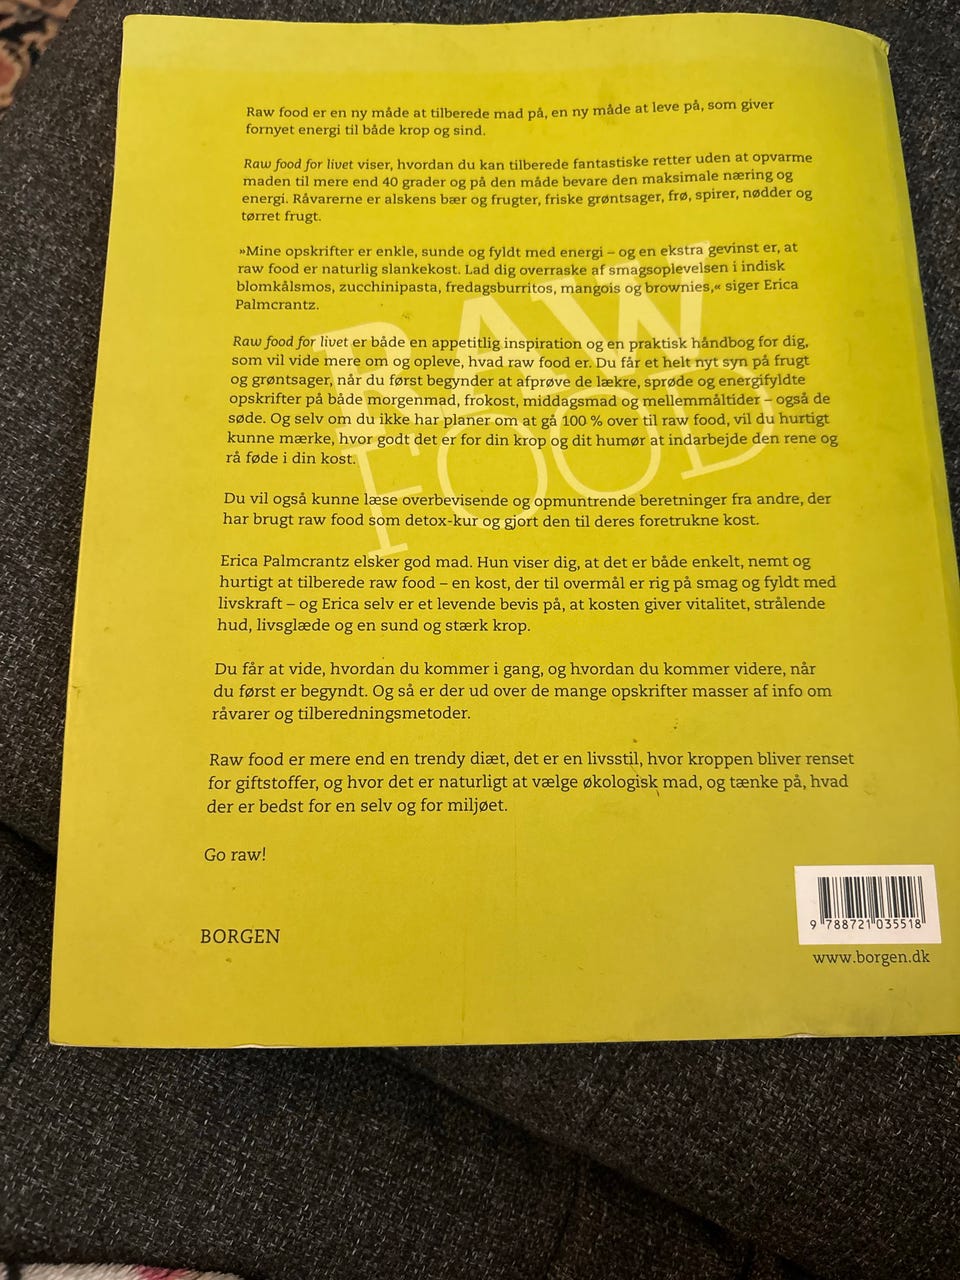 Raw food er en ny måde at tilberede mad på, en ny måde at leve på, som giver
fornyet energi til både krop og sind.
Raw food for livet viser, hvordan du kan tilberede fantastiske retter uden at opvarme
maden til mere end 40 grader og på den måde bevare den maksimale næring og
energi. Råvarerne er alskens bær og frugter, friske grøntsager, frø, spirer, nødder og
tørret frugt.
»Mine opskrifter er enkle, sunde og fyldt med energi – og en ekstra gevinst er, at
raw food er naturlig slankekost. Lad dig overraske af smagsoplevelsen i indisk
blomkålsmos, zucchinipasta, fredagsburritos, mangois og brownies,« siger Erica
Palmcrantz.
RAW
FOOD
Raw food for livet er både en appetitlig inspiration og en praktisk håndbog for dig,
som vil vide mere om og opleve, hvad raw food er. Du får et helt nyt syn på frugt
og grøntsager, når du først begynder at afprøve de lækre, sprøde og energifyldte
opskrifter på både morgenmad, frokost, middagsmad og mellemmåltider – også de
søde. Og selv om du ikke har planer om at gå 100 % over til raw food, vil du hurtigt
kunne mærke, hvor godt det er for din krop og dit humør at indarbejde den rene og
rå føde i din kost.
Du vil også kunne læse overbevisende og opmuntrende beretninger fra andre, der
har brugt raw food som detox-kur og gjort den til deres foretrukne kost.
Erica Palmcrantz elsker god mad. Hun viser dig, at det er både enkelt, nemt og
hurtigt at tilberede raw food – en kost, der til overmål er rig på smag og fyldt med
livskraft – og Erica selv er et levende bevis på, at kosten giver vitalitet, strålende
hud, livsglæde og en sund og stærk krop.
Du får at vide, hvordan du kommer i gang, og hvordan du kommer videre, når
du først er begyndt. Og så er der ud over de mange opskrifter masser af info om
råvarer og tilberedningsmetoder.
Raw food er mere end en trendy diæt, det er en livsstil, hvor kroppen bliver renset
for giftstoffer, og hvor det er naturligt at vælge økologisk mad, og tænke på, hvad
der er bedst for en selv og for miljøet.
Go raw!
BORGEN
9 788721 035518
www.borgen.dk